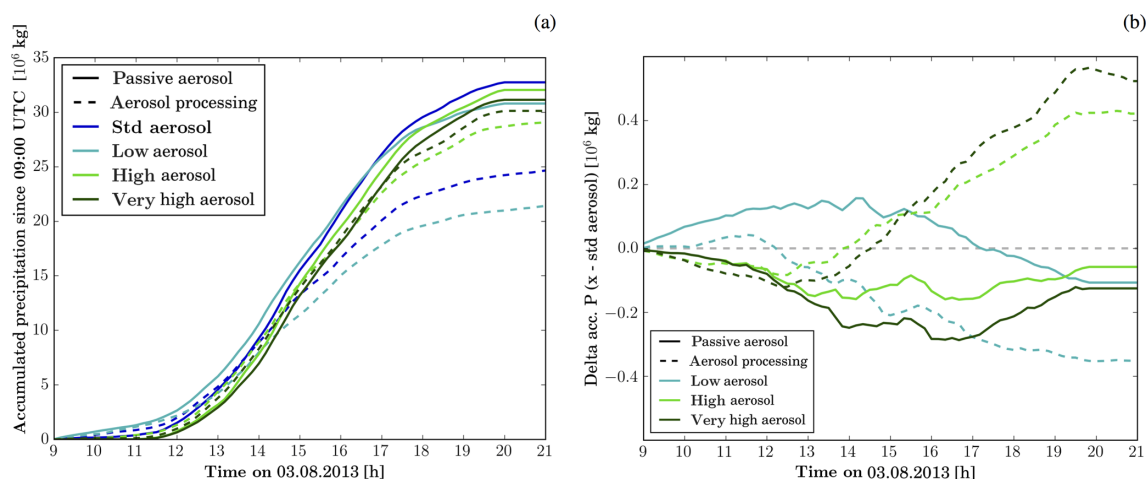 (a)
Accumulated precipitation since 09:00 UTC [10⁶ kg]
35
30
25
20
15
10
5
0
Passive aerosol
Aerosol processing
Std aerosol
Low aerosol
High aerosol
Very high aerosol
9 10 11 12 13 14 15 16 17 18 19 20 21
Time on 03.08.2013 [h]
(b)
Delta acc. P (x - std aerosol) [10⁶ kg]
0.4
0.2
0.0
−0.2
−0.4
Passive aerosol
Aerosol processing
Low aerosol
High aerosol
Very high aerosol
9 10 11 12 13 14 15 16 17 18 19 20 21
Time on 03.08.2013 [h]